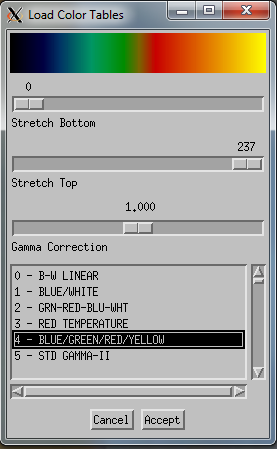 Load Color Tables
0
Stretch Bottom
237
Stretch Top
1.000
Gamma Correction
0 - B-W LINEAR
1 - BLUE/WHITE
2 - GRN-RED-BLU-WHT
3 - RED TEMPERATURE
4 - BLUE/GREEN/RED/YELLOW
5 - STD GAMMA-II
Cancel Accept